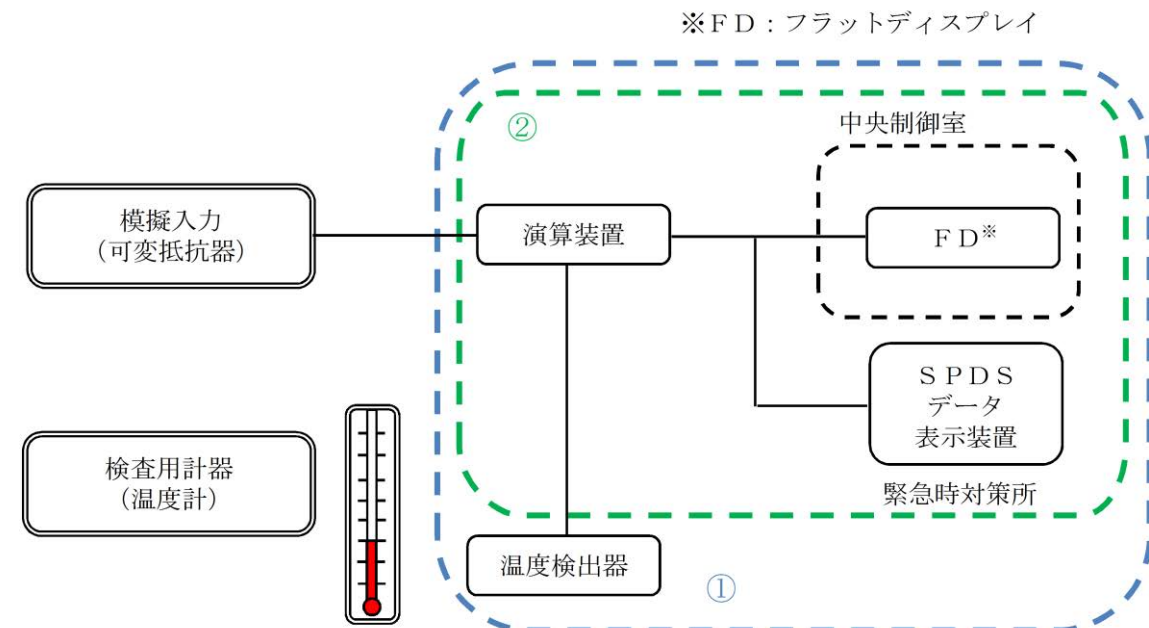 ※ＦＤ：フラットディスプレイ
②
中央制御室
模擬入力
（可変抵抗器）
演算装置
ＦＤ※
ＳＰＤＳ
データ
表示装置
検査用計器
（温度計）
緊急時対策所
温度検出器
①